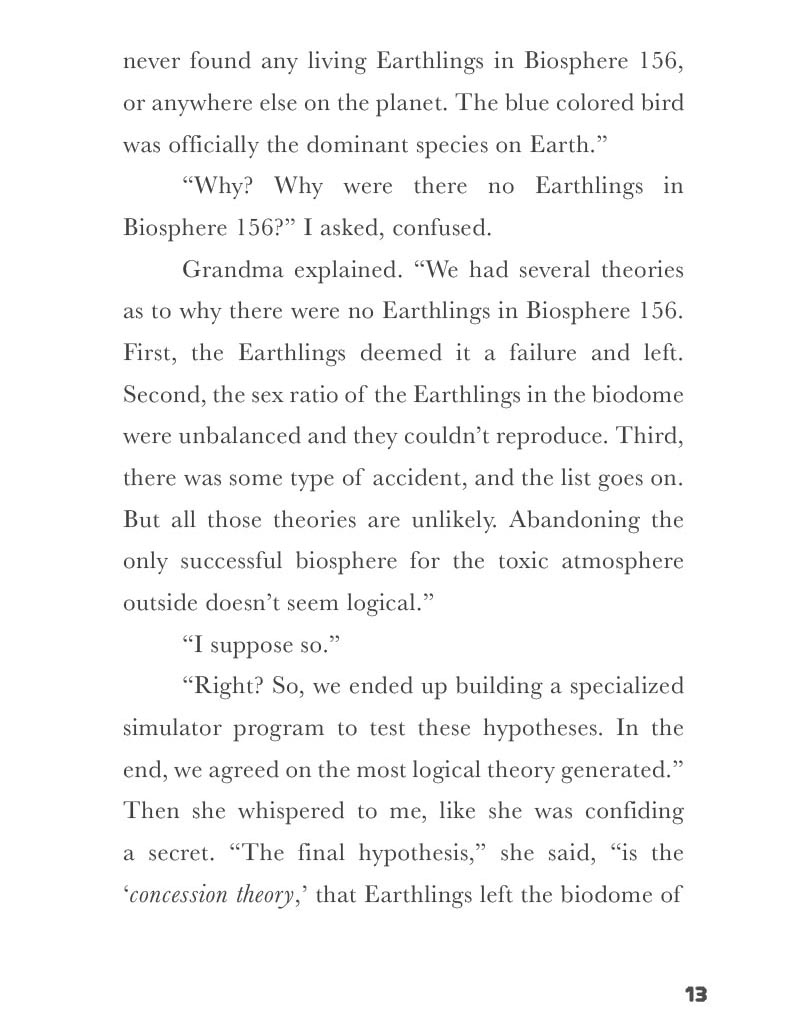 never found any living Earthlings in Biosphere 156,
or anywhere else on the planet. The blue colored bird
was officially the dominant species on Earth.”
“Why? Why were there no Earthlings in
Biosphere 156?” I asked, confused.
Grandma explained. “We had several theories
as to why there were no Earthlings in Biosphere 156.
First, the Earthlings deemed it a failure and left.
Second, the sex ratio of the Earthlings in the biodome
were unbalanced and they couldn’t reproduce. Third,
there was some type of accident, and the list goes on.
But all those theories are unlikely. Abandoning the
only successful biosphere for the toxic atmosphere
outside doesn’t seem logical.”
“I suppose so.”
“Right? So, we ended up building a specialized
simulator program to test these hypotheses. In the
end, we agreed on the most logical theory generated.”
Then she whispered to me, like she was confiding
a secret. “The final hypothesis,” she said, “is the
‘concession theory,’ that Earthlings left the biodome of
13